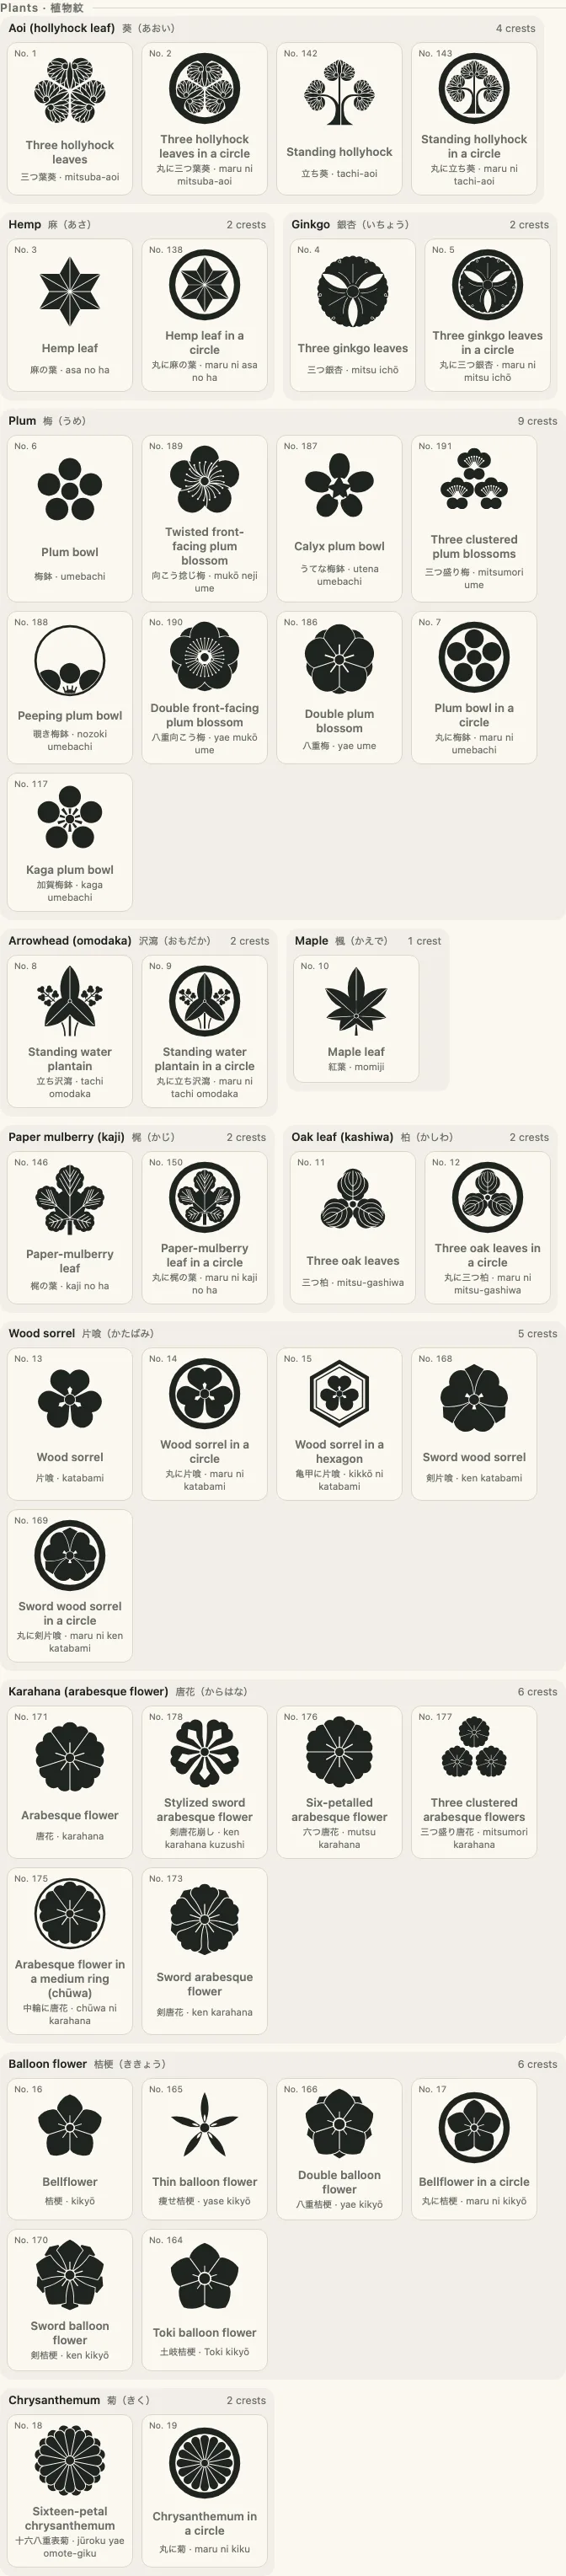 Plants · 植物紋
Aoi (hollyhock leaf) 葵（あおい） 4 crests
No. 1
Three hollyhock
leaves
三つ葉葵 · mitsuba-aoi
No. 2
Three hollyhock
leaves in a circle
丸に三つ葉葵 · maru ni
mitsuba-aoi
No. 142
Standing hollyhock
立ち葵 · tachi-aoi
No. 143
Standing hollyhock
in a circle
丸に立ち葵 · maru ni
tachi-aoi
Hemp 麻（あさ） 2 crests
No. 3
Hemp leaf
麻の葉 · asa no ha
No. 138
Hemp leaf in a
circle
丸に麻の葉 · maru ni asa
no ha
Ginkgo 銀杏（いちょう） 2 crests
No. 4
Three ginkgo leaves
三つ銀杏 · mitsu ichō
No. 5
Three ginkgo leaves
in a circle
丸に三つ銀杏 · maru ni
mitsu ichō
Plum 梅（うめ） 9 crests
No. 6
Plum bowl
梅鉢 · umebachi
No. 189
Twisted front-
facing plum
blossom
向こう捻じ梅 · mukō neji
ume
No. 187
Calyx plum bowl
うてな梅鉢 · utena
umebachi
No. 191
Three clustered
plum blossoms
三つ盛り梅 · mitsumori
ume
No. 188
Peeping plum bowl
覗き梅鉢 · nozoki
umebachi
No. 190
Double front-facing
plum blossom
八重向こう梅 · yae mukō
ume
No. 186
Double plum
blossom
八重梅 · yae ume
No. 7
Plum bowl in a
circle
丸に梅鉢 · maru ni
umebachi
No. 117
Kaga plum bowl
加賀梅鉢 · kaga
umebachi
Arrowhead (omodaka) 沢瀉（おもだか） 2 crests
No. 8
Standing water
plantain
立ち沢瀉 · tachi
omodaka
No. 9
Standing water
plantain in a circle
丸に立ち沢瀉 · maru ni
tachi omodaka
Maple 楓（かえで） 1 crest
No. 10
Maple leaf
紅葉 · momiji
Paper mulberry (kaji) 梶（かじ） 2 crests
No. 146
Paper-mulberry
leaf
梶の葉 · kaji no ha
No. 150
Paper-mulberry
leaf in a circle
丸に梶の葉 · maru ni kaji
no ha
Oak leaf (kashiwa) 柏（かしわ） 2 crests
No. 11
Three oak leaves
三つ柏 · mitsu-gashiwa
No. 12
Three oak leaves in
a circle
丸に三つ柏 · maru ni
mitsu-gashiwa
Wood sorrel 片喰（かたばみ） 5 crests
No. 13
Wood sorrel
片喰 · katabami
No. 14
Wood sorrel in a
circle
丸に片喰 · maru ni
katabami
No. 15
Wood sorrel in a
hexagon
亀甲に片喰 · kikkō ni
katabami
No. 168
Sword wood sorrel
剣片喰 · ken katabami
No. 169
Sword wood sorrel
in a circle
丸に剣片喰 · maru ni ken
katabami
Karahana (arabesque flower) 唐花（からはな） 6 crests
No. 171
Arabesque flower
唐花 · karahana
No. 178
Stylized sword
arabesque flower
剣唐花崩し · ken
karahana kuzushi
No. 176
Six-petalled
arabesque flower
六つ唐花 · mutsu
karahana
No. 177
Three clustered
arabesque flowers
三つ盛り唐花 · mitsumori
karahana
No. 175
Arabesque flower in
a medium ring
(chūwa)
中輪に唐花 · chūwa ni
karahana
No. 173
Sword arabesque
flower
剣唐花 · ken karahana
Balloon flower 桔梗（ききょう） 6 crests
No. 16
Bellflower
桔梗 · kikyō
No. 165
Thin balloon flower
痩せ桔梗 · yase kikyō
No. 166
Double balloon
flower
八重桔梗 · yae kikyō
No. 17
Bellflower in a circle
丸に桔梗 · maru ni kikyō
No. 170
Sword balloon
flower
剣桔梗 · ken kikyō
No. 164
Toki balloon flower
土岐桔梗 · Toki kikyō
Chrysanthemum 菊（きく） 2 crests
No. 18
Sixteen-petal
chrysanthemum
十六八重表菊 · jūroku yae
omote-giku
No. 19
Chrysanthemum in
a circle
丸に菊 · maru ni kiku